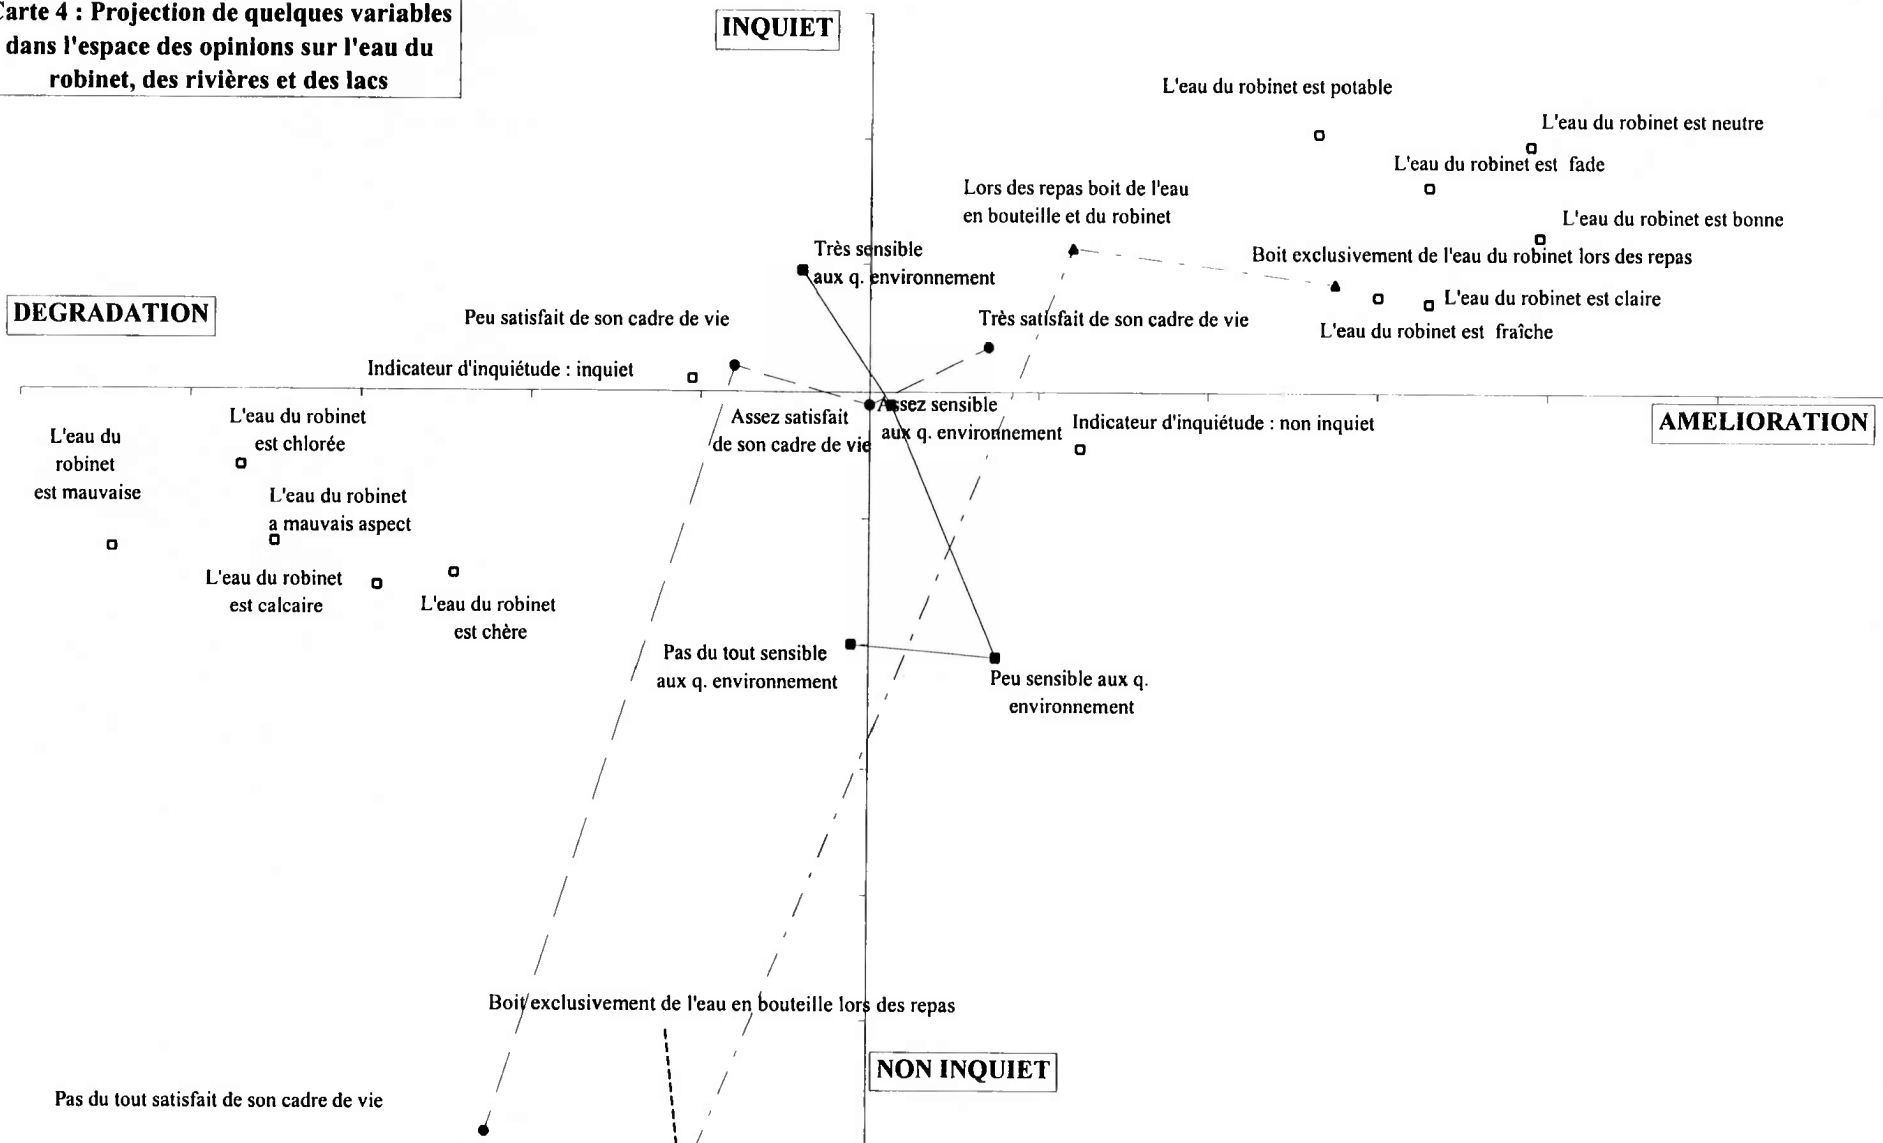 Carte 4 : Projection de quelques variables
dans l'espace des opinions sur l'eau du
robinet, des rivières et des lacs
INQUIET
L'eau du robinet est potable
L'eau du robinet est neutre
L'eau du robinet est fade
Lors des repas boit de l'eau
en bouteille et du robinet
L'eau du robinet est bonne
Très sensible
aux q. environnement
Boit exclusivement de l'eau du robinet lors des repas
DEGRADATION
L'eau du robinet est claire
Peu satisfait de son cadre de vie
Très satisfait de son cadre de vie
L'eau du robinet est fraîche
Indicateur d'inquiétude : inquiet
Assez satisfait
de son cadre de vie
Assez sensible
aux q. environnement
Indicateur d'inquiétude : non inquiet
AMELIORATION
L'eau du robinet
est chlorée
L'eau du
robinet
est mauvaise
L'eau du robinet
a mauvais aspect
L'eau du robinet
est calcaire
L'eau du robinet
est chère
Pas du tout sensible
aux q. environnement
Peu sensible aux q.
environnement
Boit exclusivement de l'eau en bouteille lors des repas
NON INQUIET
Pas du tout satisfait de son cadre de vie